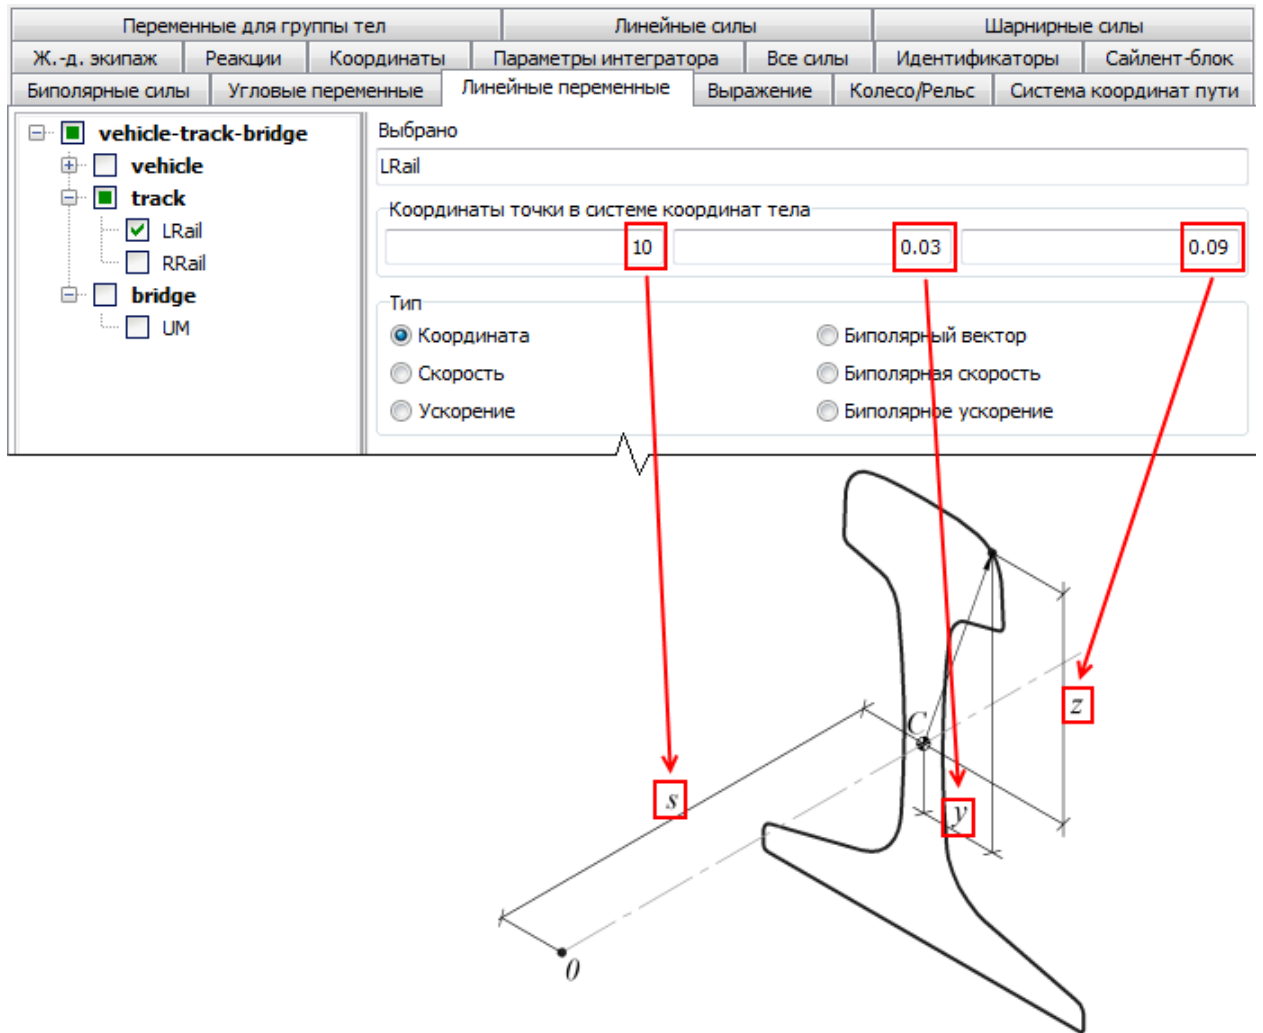 Переменные для группы тел Линейные силы Шарнирные силы
Ж.-д. экипаж Реакции Координаты Параметры интегратора Все силы Идентификаторы Сайлент-блок
Биполярные силы Угловые переменные Линейные переменные Выражение Колесо/Рельс Система координат пути
vehicle-track-bridge
vehicle
track
LRail
RRail
bridge
UM
Выбрано
LRail
Координаты точки в системе координат тела
10 0.03 0.09
Тип
Координата Биполярный вектор
Скорость Биполярная скорость
Ускорение Биполярное ускорение
z
C
s
y
0